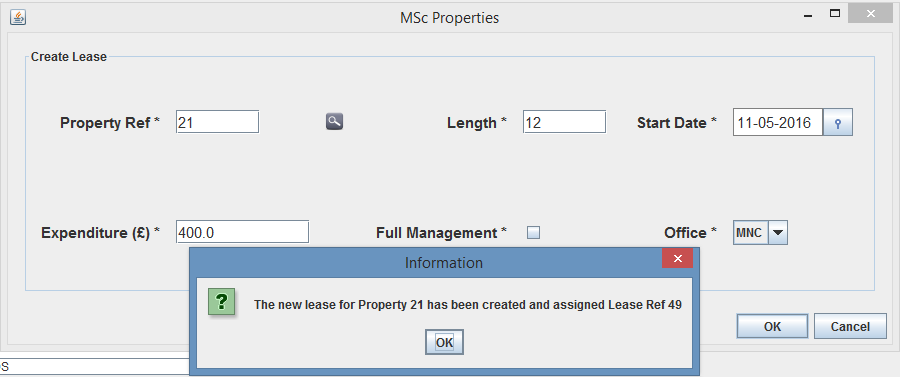 MSc Properties
Create Lease
Property Ref * 21 Length * 12 Start Date * 11-05-2016
Expenditure (£) * 400.0 Full Management * Office * MNC
Information
? The new lease for Property 21 has been created and assigned Lease Ref 49
OK
OK Cancel